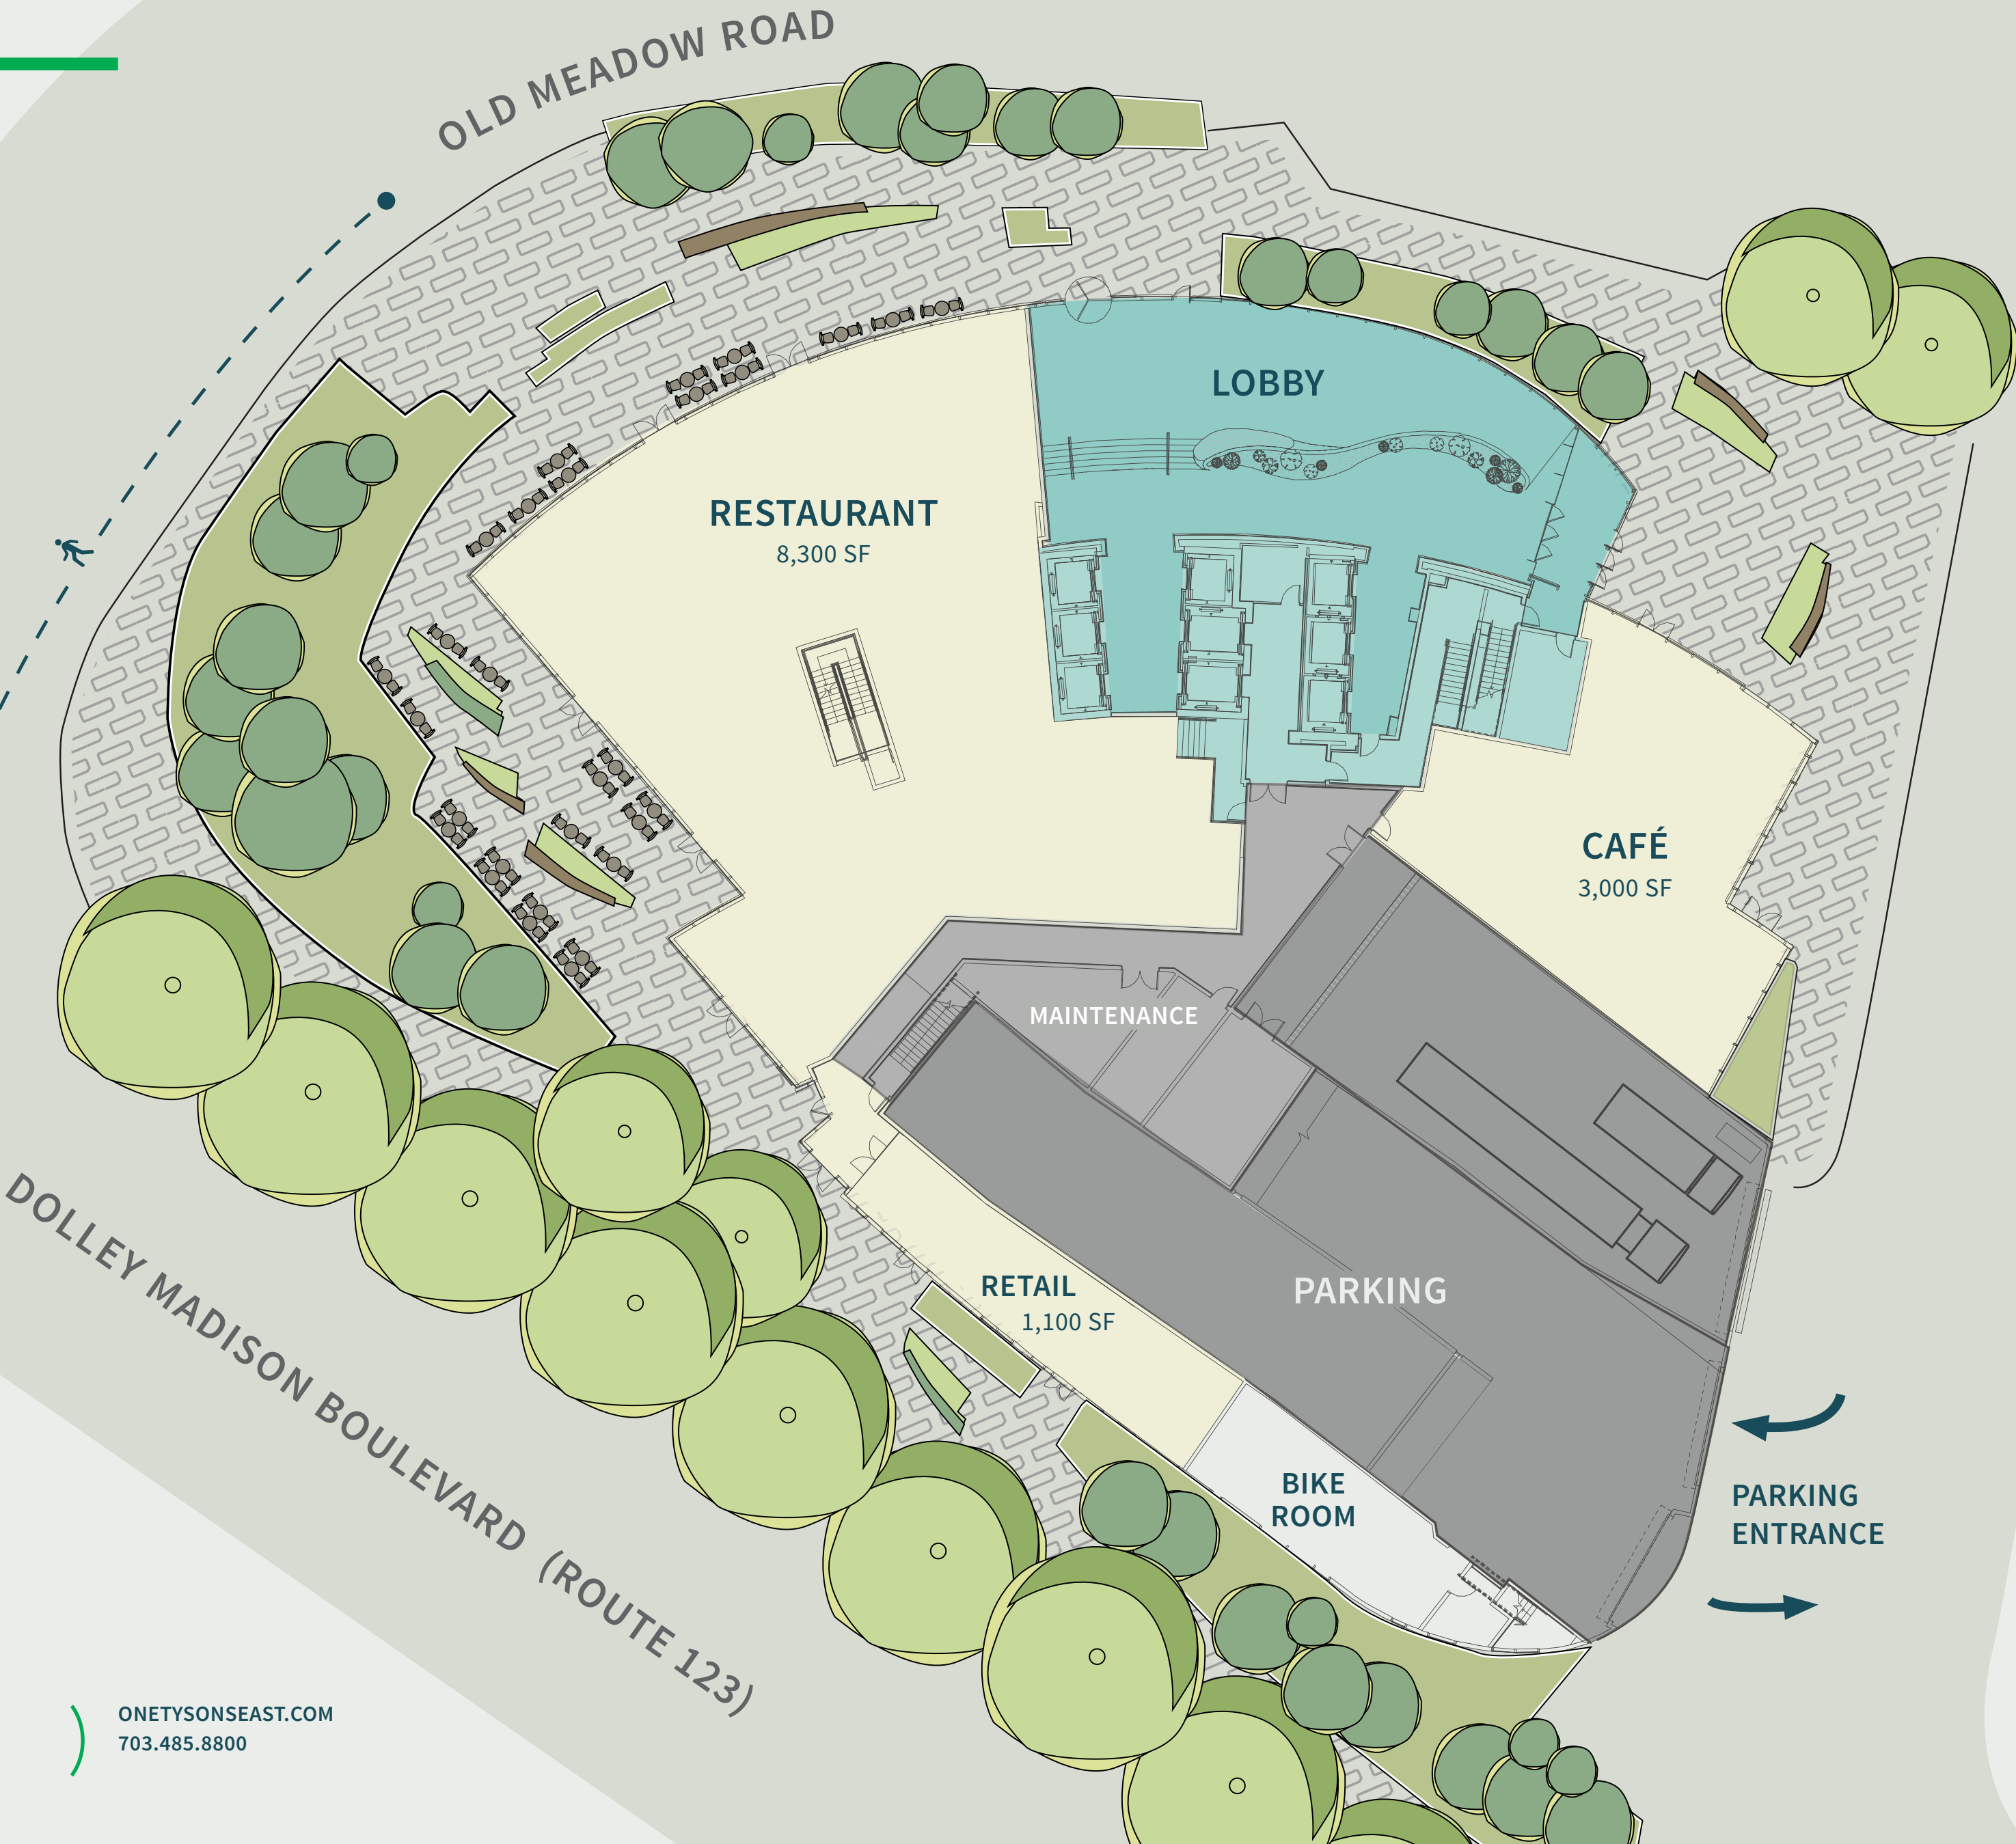 OLD MEADOW ROAD
LOBBY
RESTAURANT
8,300 SF
CAFÉ
3,000 SF
MAINTENANCE
RETAIL
1,100 SF
PARKING
BIKE
ROOM
PARKING
ENTRANCE
DOLLEY MADISON BOULEVARD (ROUTE 123)
ONETYSONSEAST.COM
703.485.8800